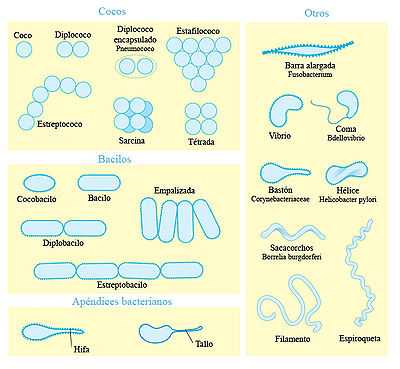 Cocos
Coco
Diplococo
Diplococo
encapsulado
Pneumococo
Estafilococo
Estreptococo
Sarcina
Tétrada
Bacilos
Cocobacilo
Bacilo
Empalizada
Diplobacilo
Estreptobacilo
Apéndices bacterianos
Hifa
Tallo
Otros
Barra alargada
Fusobacterium
Vibrio
Coma
Bdellovibrio
Bastón
Corynebacteriaceae
Hélice
Helicobacter pylori
Sacacorchos
Borrelia burgdorferi
Filamento
Espiroqueta